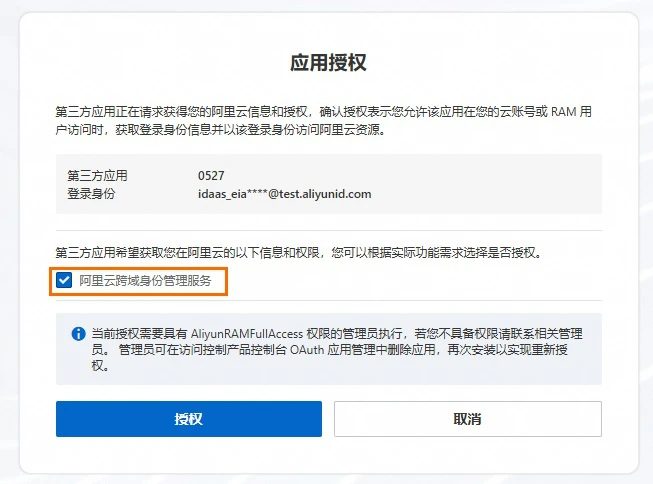 应用授权
第三方应用正在请求获得您的阿里云信息和授权，确认授权表示您允许该应用在您的云账号或 RAM 用
户访问时，获取登录身份信息并以该登录身份访问阿里云资源。
第三方应用 0527
登录身份 idaas_eia****@test.aliyunid.com
第三方应用希望获取您在阿里云的以下信息和权限，您可以根据实际功能需求选择是否授权。
阿里云跨域身份管理服务
当前授权需要具有 AliyunRAMFullAccess 权限的管理员执行，若您不具备权限请联系相关管理
员。 管理员可在访问控制产品控制台 OAuth 应用管理中删除应用，再次安装以实现重新授
权。
授权 取消